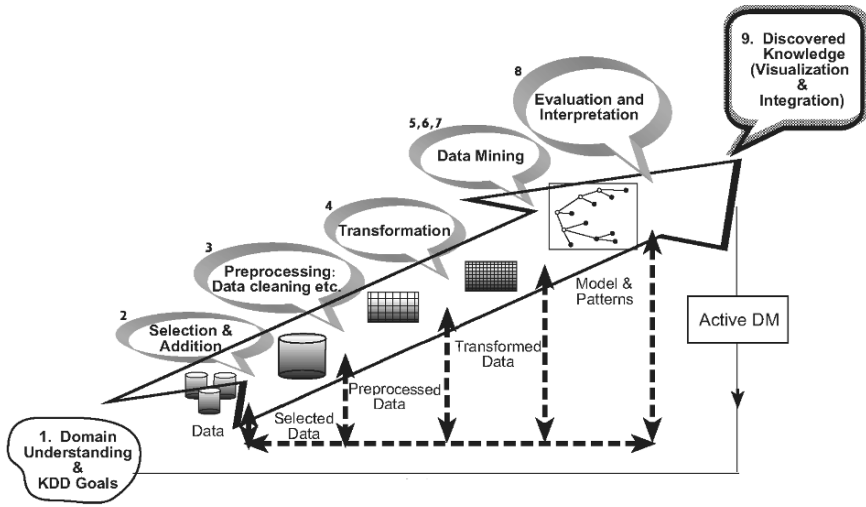 9. Discovered
Knowledge
(Visualization
&
Integration)
8
Evaluation and
Interpretation
5,6,7
Data Mining
4
Transformation
3
Preprocessing:
Data cleaning etc.
2
Selection &
Addition
Model &
Patterns
Active DM
Transformed
Data
Preprocessed
Data
Selected
Data
Data
1. Domain
Understanding
&
KDD Goals